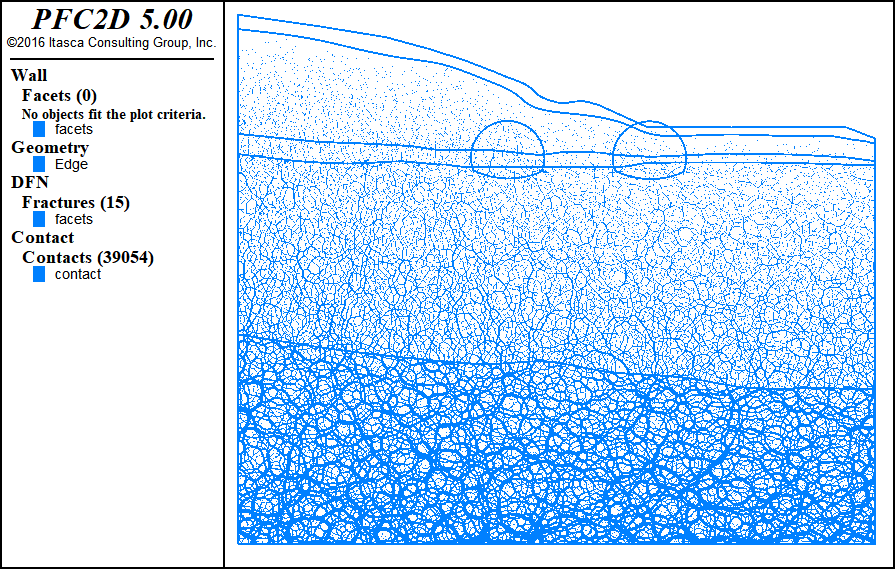 PFC2D 5.00
©2016 Itasca Consulting Group, Inc.
Wall
Facets (0)
No objects fit the plot criteria.
facets
Geometry
Edge
DFN
Fractures (15)
facets
Contact
Contacts (39054)
contact